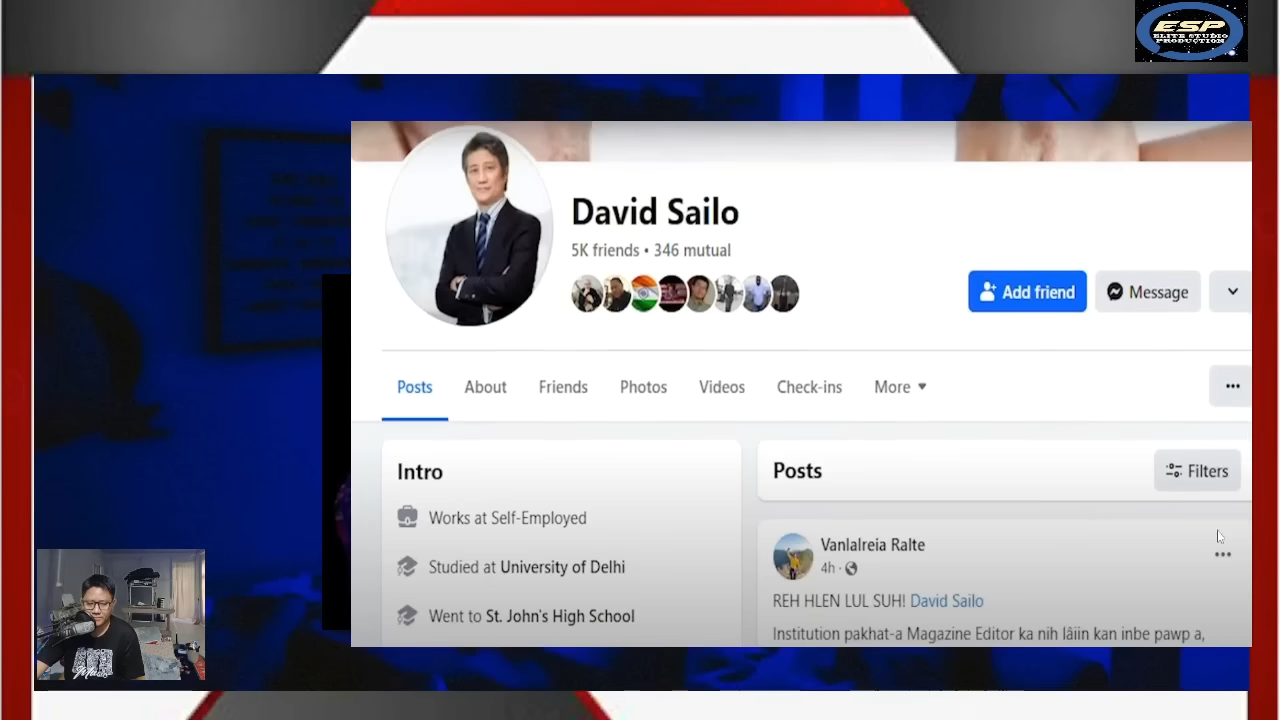 ESP
ELITE STUDIO
PRODUCTION
David Sailo
5K friends • 346 mutual
Add friend
Message
Posts
About
Friends
Photos
Videos
Check-ins
More
Intro
Works at Self-Employed
Studied at University of Delhi
Went to St. John's High School
Posts
Filters
Vanlalreia Ralte
4h ·
REH HLEN LUL SUH! David Sailo
Institution pakhat-a Magazine Editor ka nih lâiin kan inbe pawp a,
Music